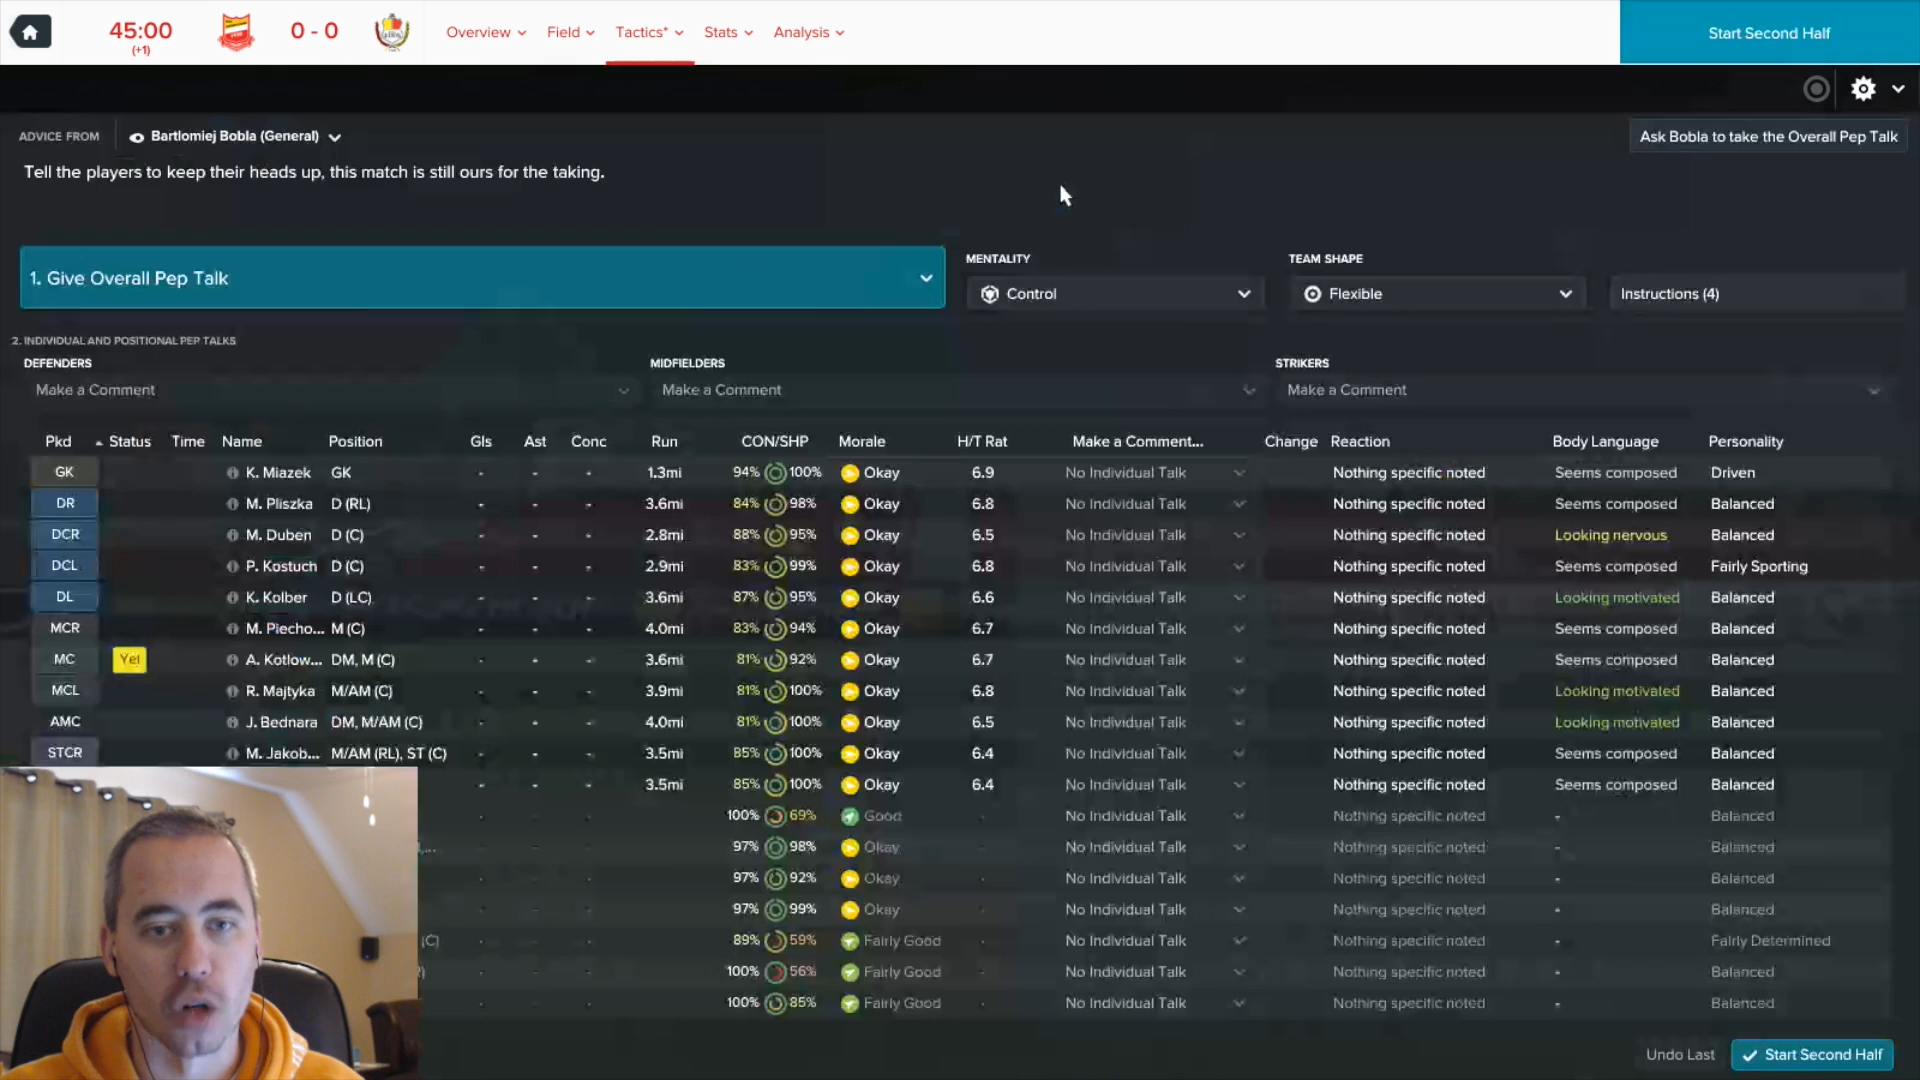 45:00
(+1)
0 - 0
Overview
Field
Tactics*
Stats
Analysis
Start Second Half
ADVICE FROM
Bartlomiej Bobla (General)
Ask Bobla to take the Overall Pep Talk
Tell the players to keep their heads up, this match is still ours for the taking.
1. Give Overall Pep Talk
MENTALITY
Control
TEAM SHAPE
Flexible
Instructions (4)
2. INDIVIDUAL AND POSITIONAL PEP TALKS
DEFENDERS
Make a Comment
MIDFIELDERS
Make a Comment
STRIKERS
Make a Comment
Pkd Status Time Name Position Gls Ast Conc Run CON/SHP Morale H/T Rat Make a Comment... Change Reaction Body Language Personality
GK K. Miazek GK - - - 1.3mi 94% 100% Okay 6.9 No Individual Talk Nothing specific noted Seems composed Driven
DR M. Pliszka D (RL) - - - 3.6mi 84% 98% Okay 6.8 No Individual Talk Nothing specific noted Seems composed Balanced
DCR M. Duben D (C) - - - 2.8mi 88% 95% Okay 6.5 No Individual Talk Nothing specific noted Looking nervous Balanced
DCL P. Kostuch D (C) - - - 2.9mi 83% 99% Okay 6.8 No Individual Talk Nothing specific noted Seems composed Fairly Sporting
DL K. Kolber D (LC) - - - 3.6mi 87% 95% Okay 6.6 No Individual Talk Nothing specific noted Looking motivated Balanced
MCR M. Piecho... M (C) - - - 4.0mi 83% 94% Okay 6.7 No Individual Talk Nothing specific noted Seems composed Balanced
MC Yel A. Kotlow... DM, M (C) - - - 3.6mi 81% 92% Okay 6.7 No Individual Talk Nothing specific noted Seems composed Balanced
MCL R. Majtyka M/AM (C) - - - 3.9mi 81% 100% Okay 6.8 No Individual Talk Nothing specific noted Looking motivated Balanced
AMC J. Bednara DM, M/AM (C) - - - 4.0mi 81% 100% Okay 6.5 No Individual Talk Nothing specific noted Looking motivated Balanced
STCR M. Jakob... M/AM (RL), ST (C) - - - 3.5mi 85% 100% Okay 6.4 No Individual Talk Nothing specific noted Seems composed Balanced
- - - 3.5mi 85% 100% Okay 6.4 No Individual Talk Nothing specific noted Seems composed Balanced
- - - 100% 69% Good - No Individual Talk Nothing specific noted - Balanced
... - - - 97% 98% Okay - No Individual Talk Nothing specific noted - Balanced
- - - 97% 92% Okay - No Individual Talk Nothing specific noted - Balanced
- - - 97% 99% Okay - No Individual Talk Nothing specific noted - Balanced
(C) - - - 89% 59% Fairly Good - No Individual Talk Nothing specific noted - Fairly Determined
- - - 100% 56% Fairly Good - No Individual Talk Nothing specific noted - Balanced
- - - 100% 85% Fairly Good - No Individual Talk Nothing specific noted - Balanced
Undo Last
Start Second Half